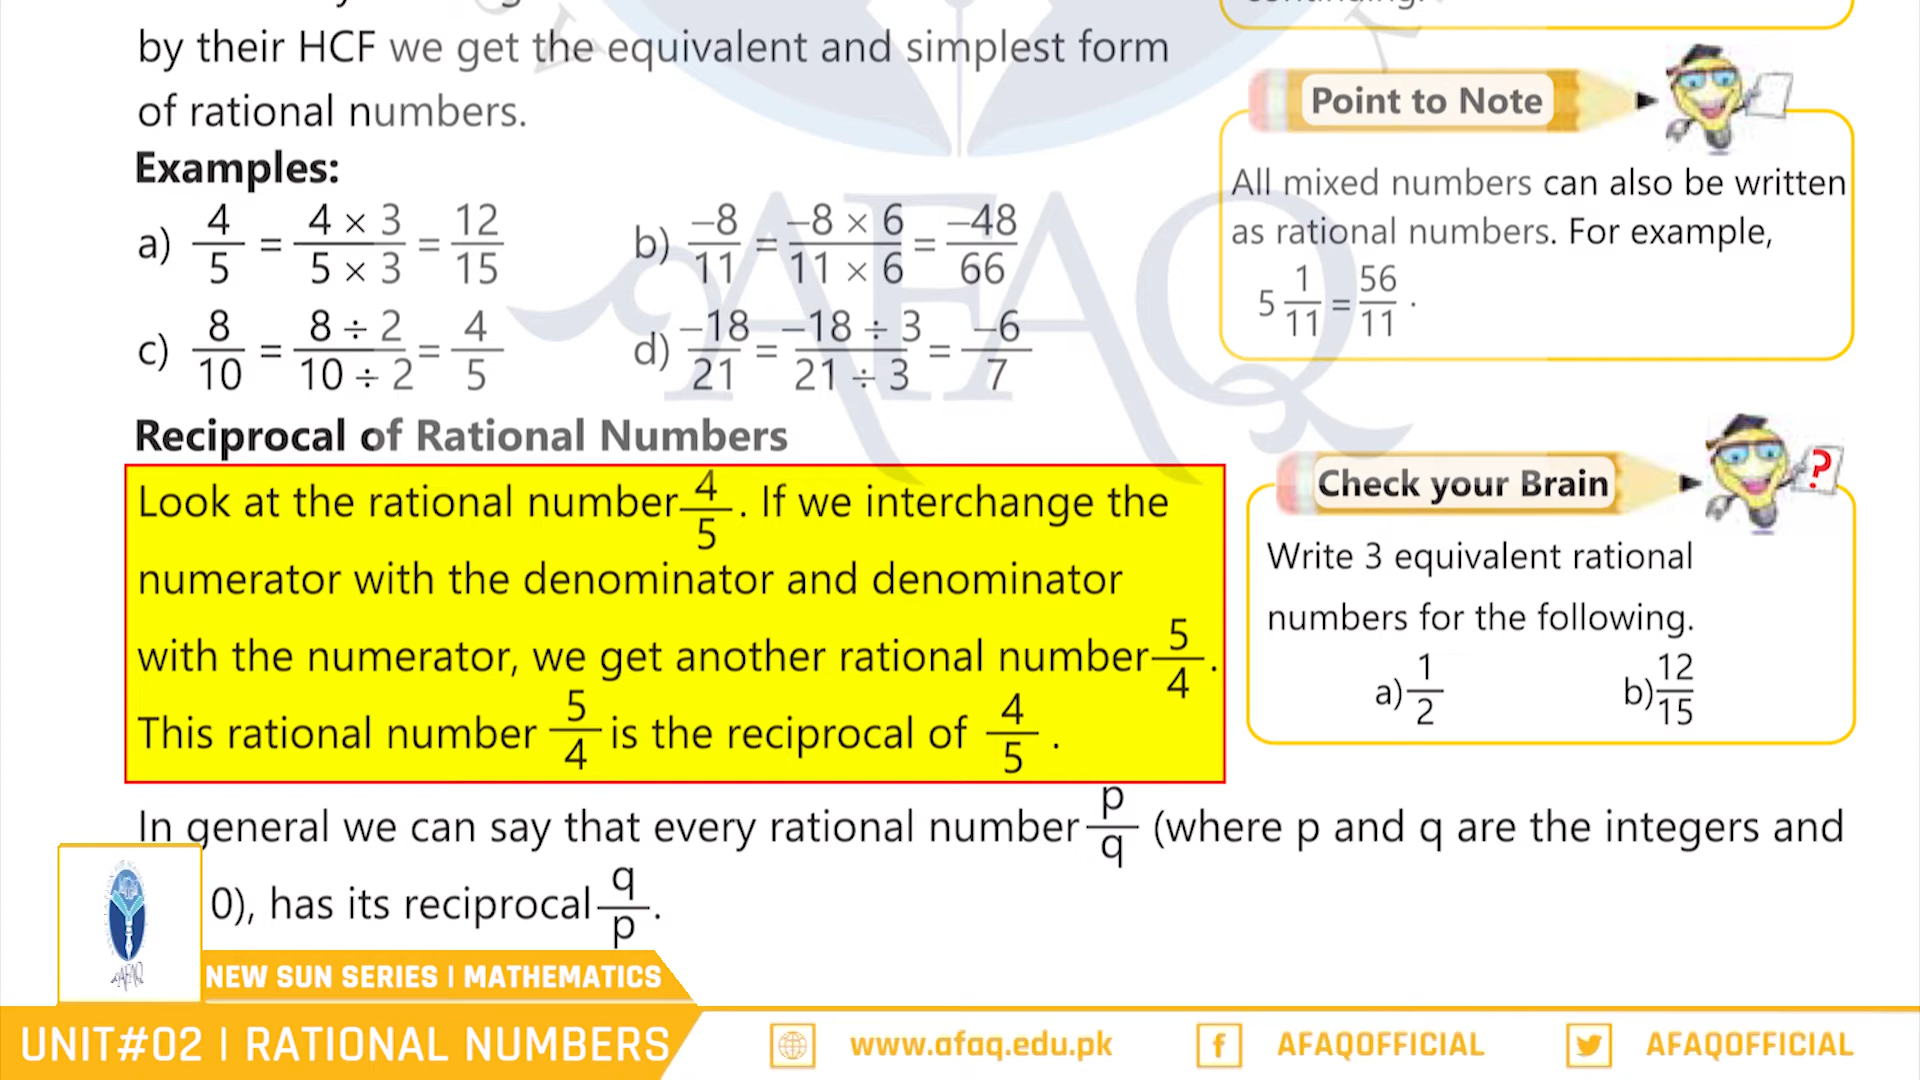 by their HCF we get the equivalent and simplest form
of rational numbers.
Examples:
a) 4/5 = 4 × 3/5 × 3 = 12/15
b) –8/11 = –8 × 6/11 × 6 = –48/66
c) 8/10 = 8 ÷ 2/10 ÷ 2 = 4/5
d) –18/21 = –18 ÷ 3/21 ÷ 3 = –6/7
Reciprocal of Rational Numbers
Look at the rational number 4/5. If we interchange the
numerator with the denominator and denominator
with the numerator, we get another rational number 5/4.
This rational number 5/4 is the reciprocal of 4/5.
In general we can say that every rational number p/q (where p and q are the integers and
0), has its reciprocal q/p.
Point to Note
All mixed numbers can also be written
as rational numbers. For example,
5 1/11 = 56/11.
Check your Brain
?
Write 3 equivalent rational
numbers for the following.
a) 1/2 b) 12/15
AFAQ
AFAQ
NEW SUN SERIES | MATHEMATICS
UNIT#02 | RATIONAL NUMBERS
www.afaq.edu.pk
AFAQOFFICIAL
AFAQOFFICIAL